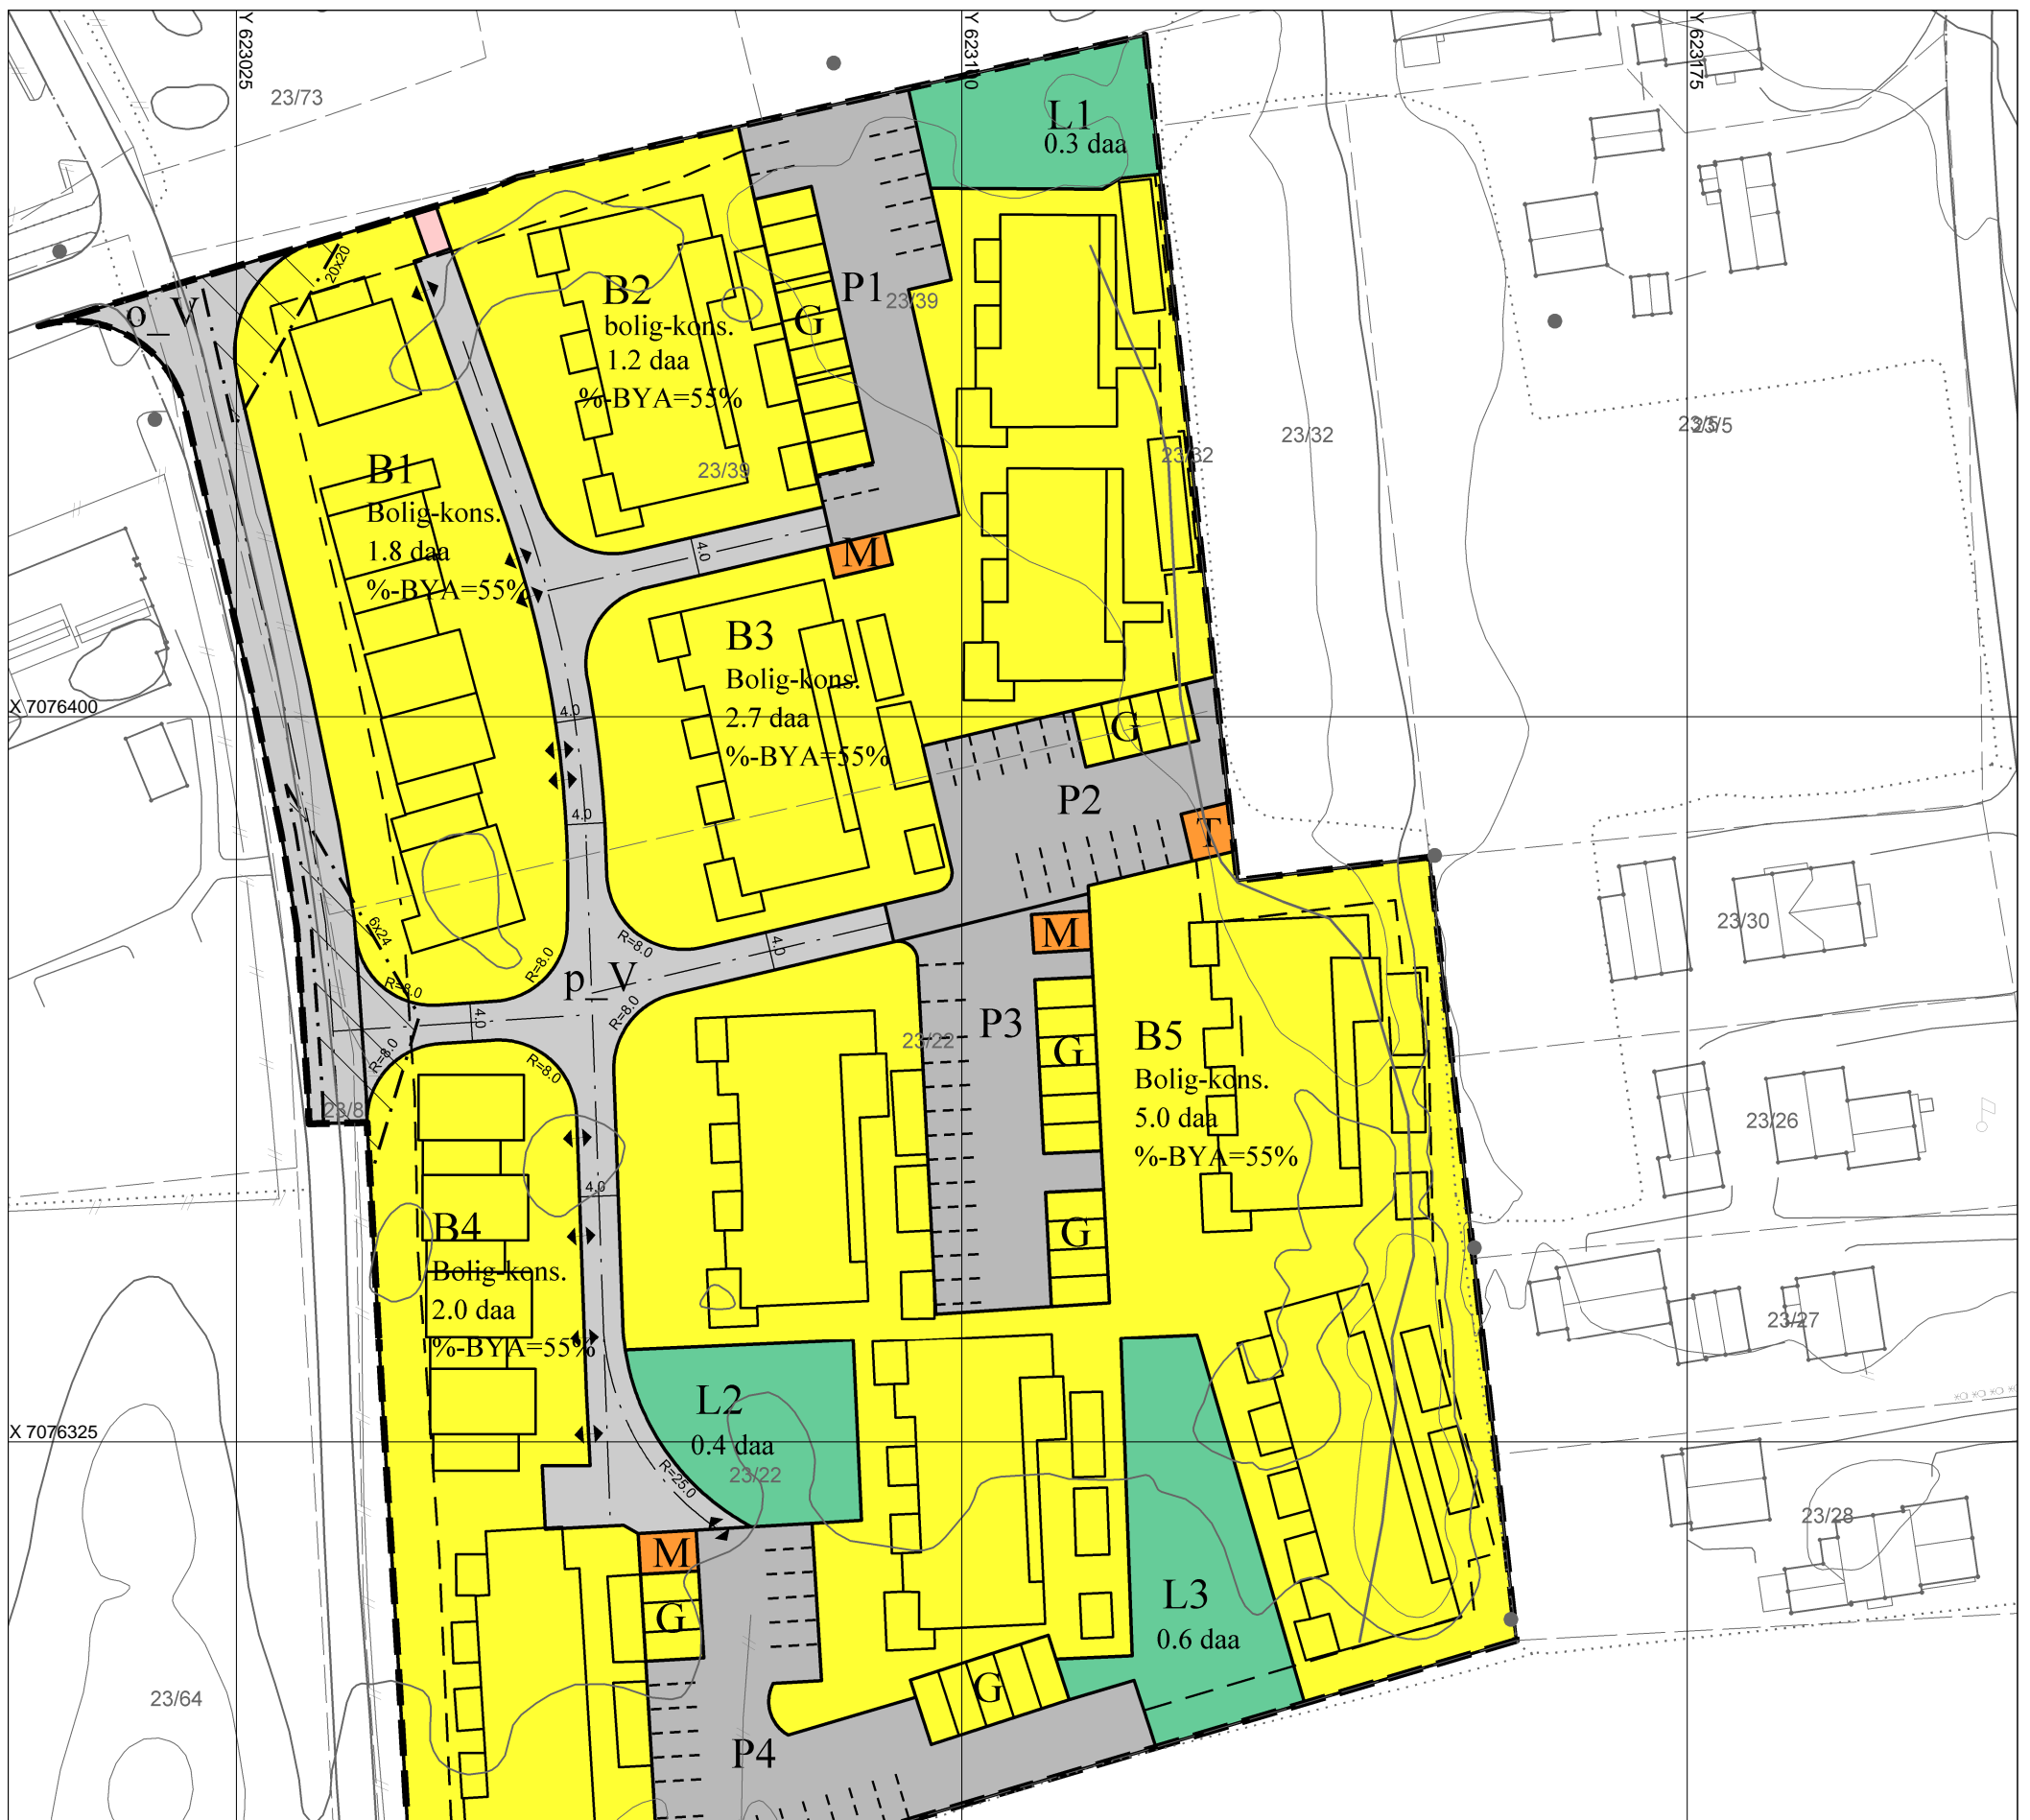 Y 623025
Y 623100
Y 623175
23/73
L1
0.3 daa
20x20
o_V
B2
bolig-kons.
1.2 daa
%-BYA=55%
23/39
P1
23/39
G
23/32
23/32
23/5
B1
Bolig-kons.
1.8 daa
%-BYA=55%
4.0
M
B3
Bolig-kons.
2.7 daa
%-BYA=55%
X 7076400
4.0
G
P2
4.0
T
6x24
R=8.0
R=8.0
R=8.0
4.0
M
23/30
p_V
R=8.0
4.0
P3
23/22
G
B5
Bolig-kons.
5.0 daa
%-BYA=55%
R=8.0
R=8.0
23/8
23/26
4.0
G
B4
Bolig-kons.
2.0 daa
%-BYA=55%
23/27
L2
0.4 daa
23/22
X 7076325
R=25.0
23/28
M
G
L3
0.6 daa
G
23/64
P4